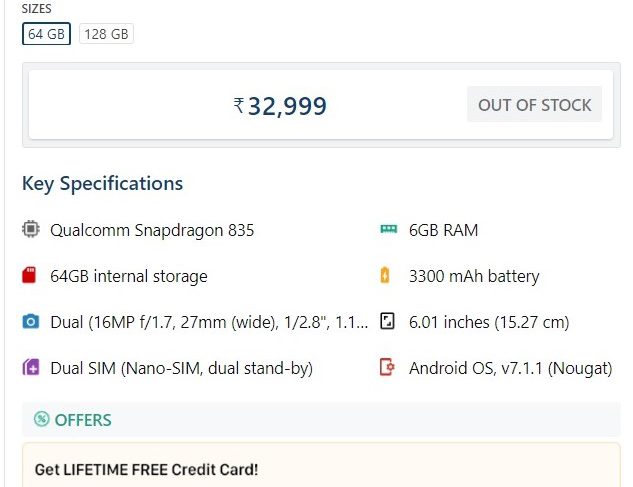 SIZES
64 GB 128 GB
₹32,999 OUT OF STOCK
Key Specifications
Qualcomm Snapdragon 835 6GB RAM
64GB internal storage 3300 mAh battery
Dual (16MP f/1.7, 27mm (wide), 1/2.8", 1.1... 6.01 inches (15.27 cm)
Dual SIM (Nano-SIM, dual stand-by) Android OS, v7.1.1 (Nougat)
OFFERS
Get LIFETIME FREE Credit Card!